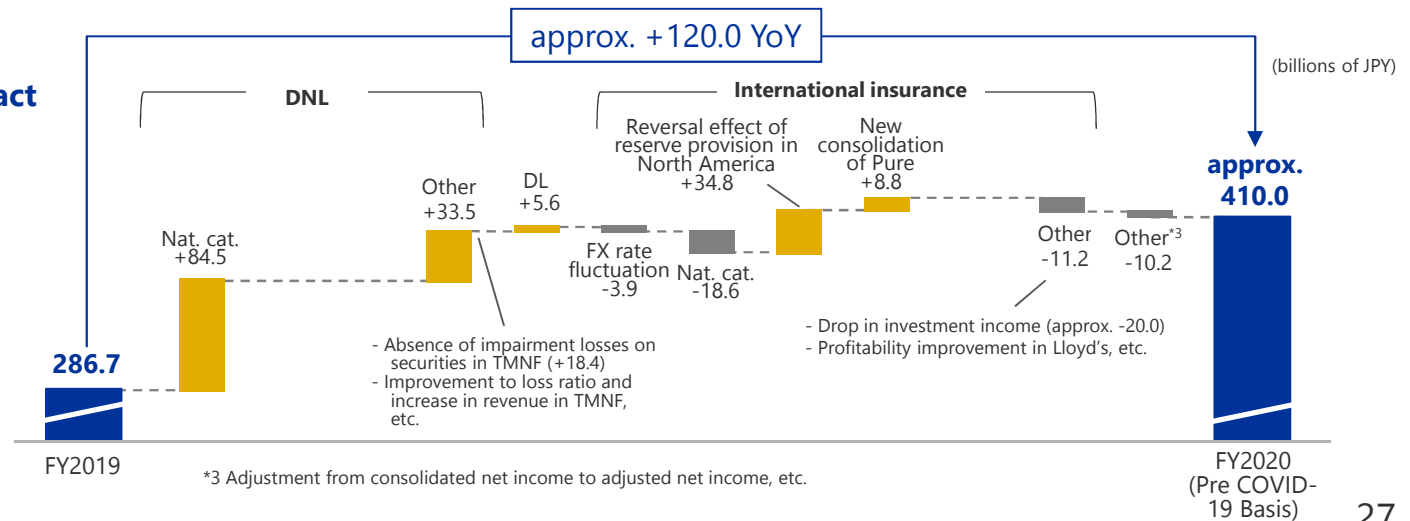 approx. +120.0 YoY
(billions of JPY)
act
DNL
International insurance
Nat. cat.
+84.5
Other
+33.5
DL
+5.6
FX rate
fluctuation
-3.9
Nat. cat.
-18.6
Reversal effect of
reserve provision in
North America
+34.8
New
consolidation
of Pure
+8.8
Other
-11.2
Other*3
-10.2
approx.
410.0
286.7
- Absence of impairment losses on
securities in TMNF (+18.4)
- Improvement to loss ratio and
increase in revenue in TMNF,
etc.
- Drop in investment income (approx. -20.0)
- Profitability improvement in Lloyd's, etc.
FY2019
FY2020
(Pre COVID-
19 Basis)
*3 Adjustment from consolidated net income to adjusted net income, etc.
27